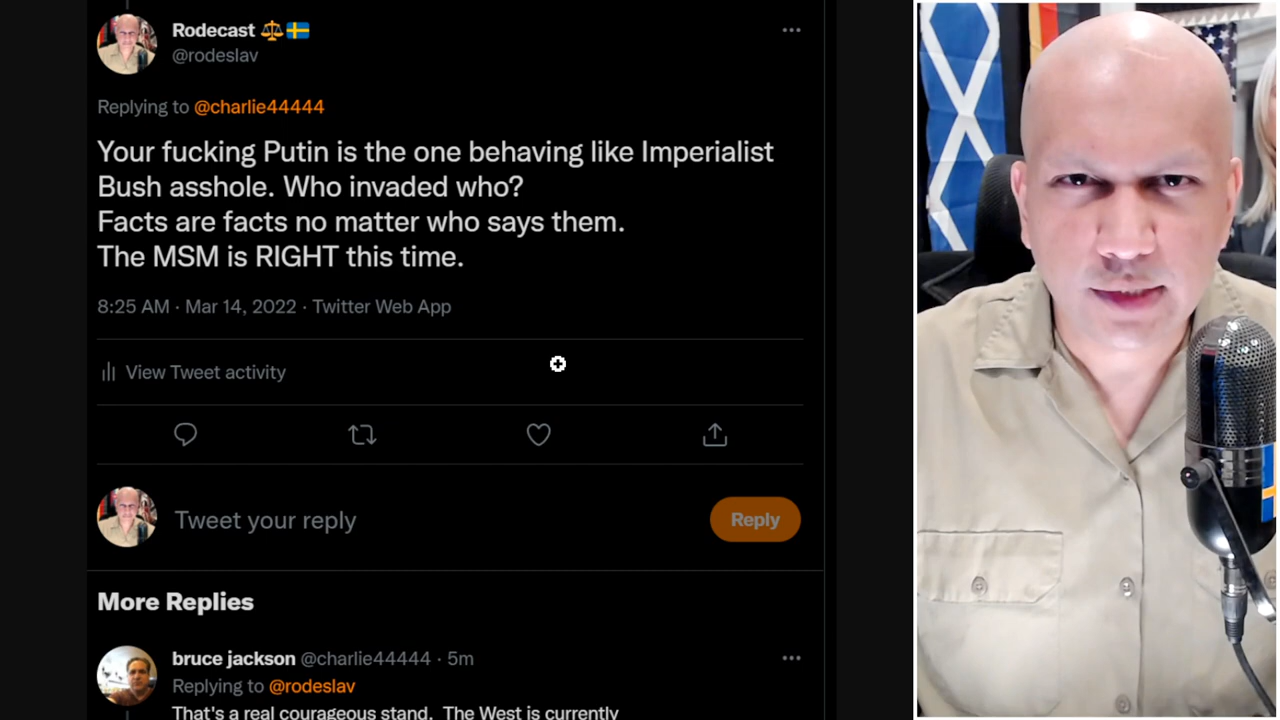 Rodecast
@rodeslav
Replying to @charlie44444
Your fucking Putin is the one behaving like Imperialist
Bush asshole. Who invaded who?
Facts are facts no matter who says them.
The MSM is RIGHT this time.
8:25 AM · Mar 14, 2022 · Twitter Web App
View Tweet activity
Tweet your reply
Reply
More Replies
bruce jackson @charlie44444 · 5m
Replying to @rodeslav
That's a real courageous stand. The West is currently